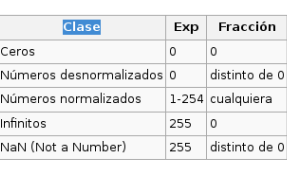 Clase Exp Fracción
Ceros 0 0
Números desnormalizados 0 distinto de 0
Números normalizados 1-254 cualquiera
Infinitos 255 0
NaN (Not a Number) 255 distinto de 0